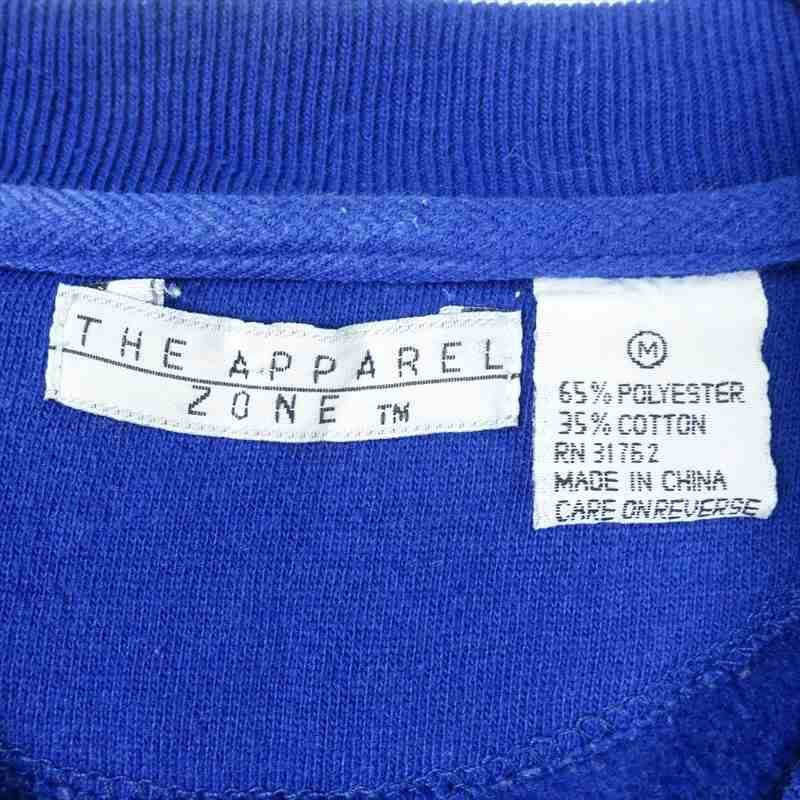 THE APPAREL
ZONE TM
M
65% POLYESTER
35% COTTON
RN 31762
MADE IN CHINA
CARE ON REVERSE